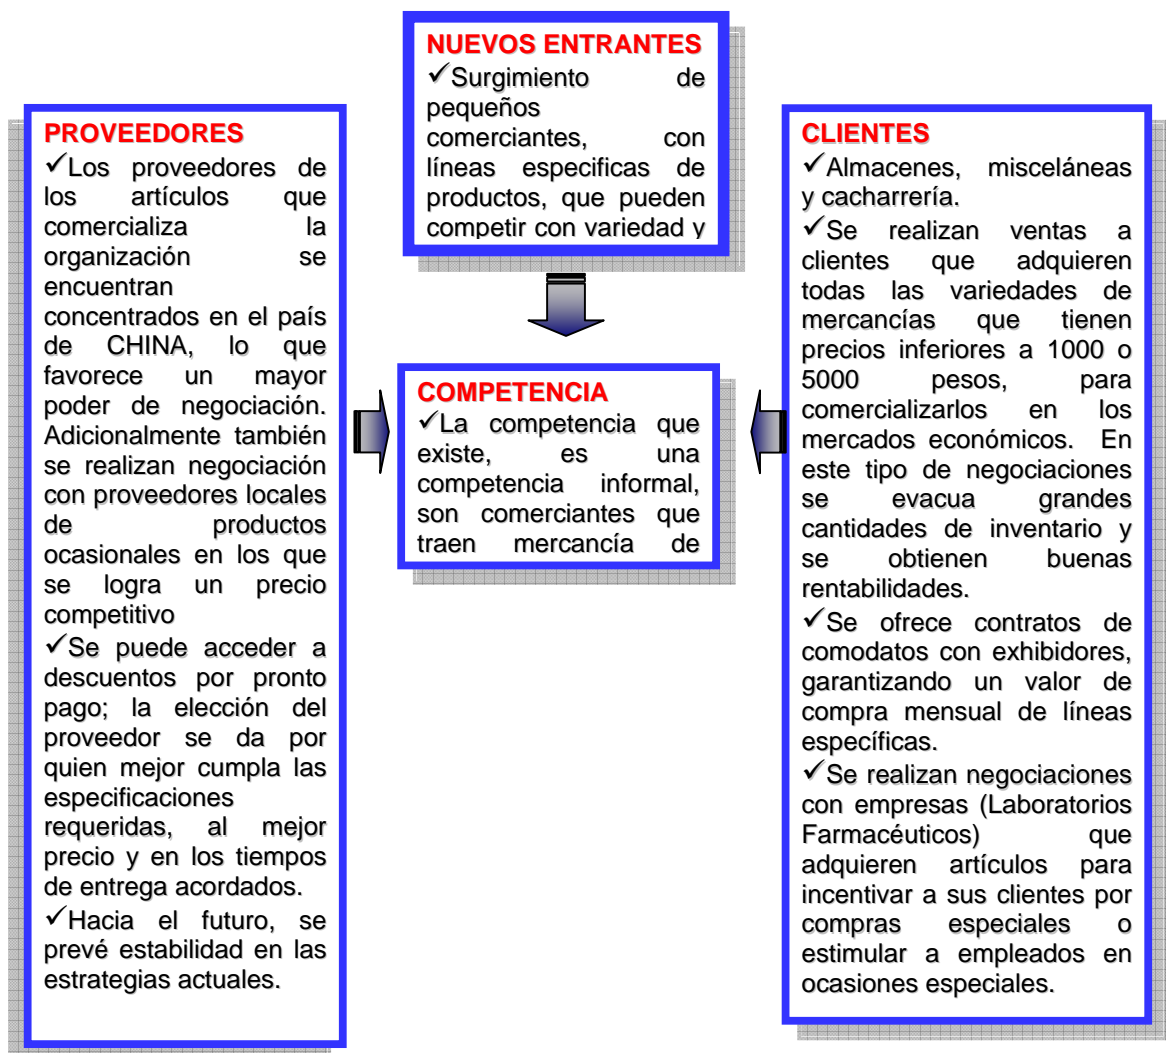 NUEVOS ENTRANTES
✓Surgimiento de
pequeños
comerciantes, con
líneas especificas de
productos, que pueden
competir con variedad y
PROVEEDORES
✓Los proveedores de
los artículos que
comercializa la
organización se
encuentran
concentrados en el país
de CHINA, lo que
favorece un mayor
poder de negociación.
Adicionalmente también
se realizan negociación
con proveedores locales
de productos
ocasionales en los que
se logra un precio
competitivo
✓Se puede acceder a
descuentos por pronto
pago; la elección del
proveedor se da por
quien mejor cumpla las
especificaciones
requeridas, al mejor
precio y en los tiempos
de entrega acordados.
✓Hacia el futuro, se
prevé estabilidad en las
estrategias actuales.
COMPETENCIA
✓La competencia que
existe, es una
competencia informal,
son comerciantes que
traen mercancía de
CLIENTES
✓Almacenes, misceláneas
y cacharrería.
✓Se realizan ventas a
clientes que adquieren
todas las variedades de
mercancías que tienen
precios inferiores a 1000 o
5000 pesos, para
comercializarlos en los
mercados económicos. En
este tipo de negociaciones
se evacua grandes
cantidades de inventario y
se obtienen buenas
rentabilidades.
✓Se ofrece contratos de
comodatos con exhibidores,
garantizando un valor de
compra mensual de líneas
específicas.
✓Se realizan negociaciones
con empresas (Laboratorios
Farmacéuticos) que
adquieren artículos para
incentivar a sus clientes por
compras especiales o
estimular a empleados en
ocasiones especiales.